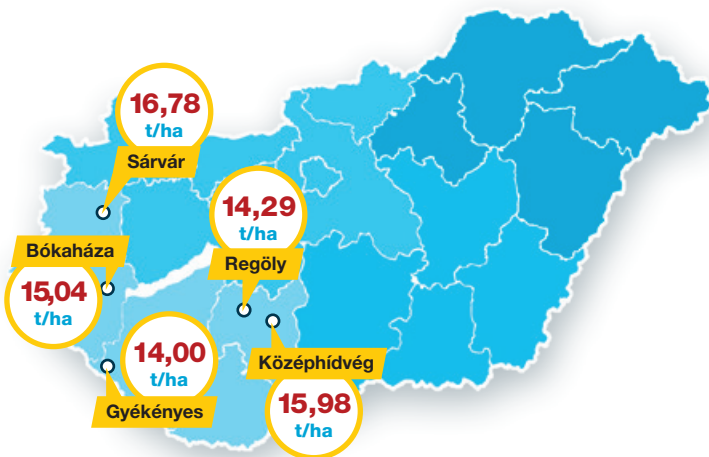 16,78
t/ha
Sárvár
14,29
t/ha
Regöly
Bókaháza
15,04
t/ha
14,00
t/ha
Gyékényes
Középhídvég
15,98
t/ha